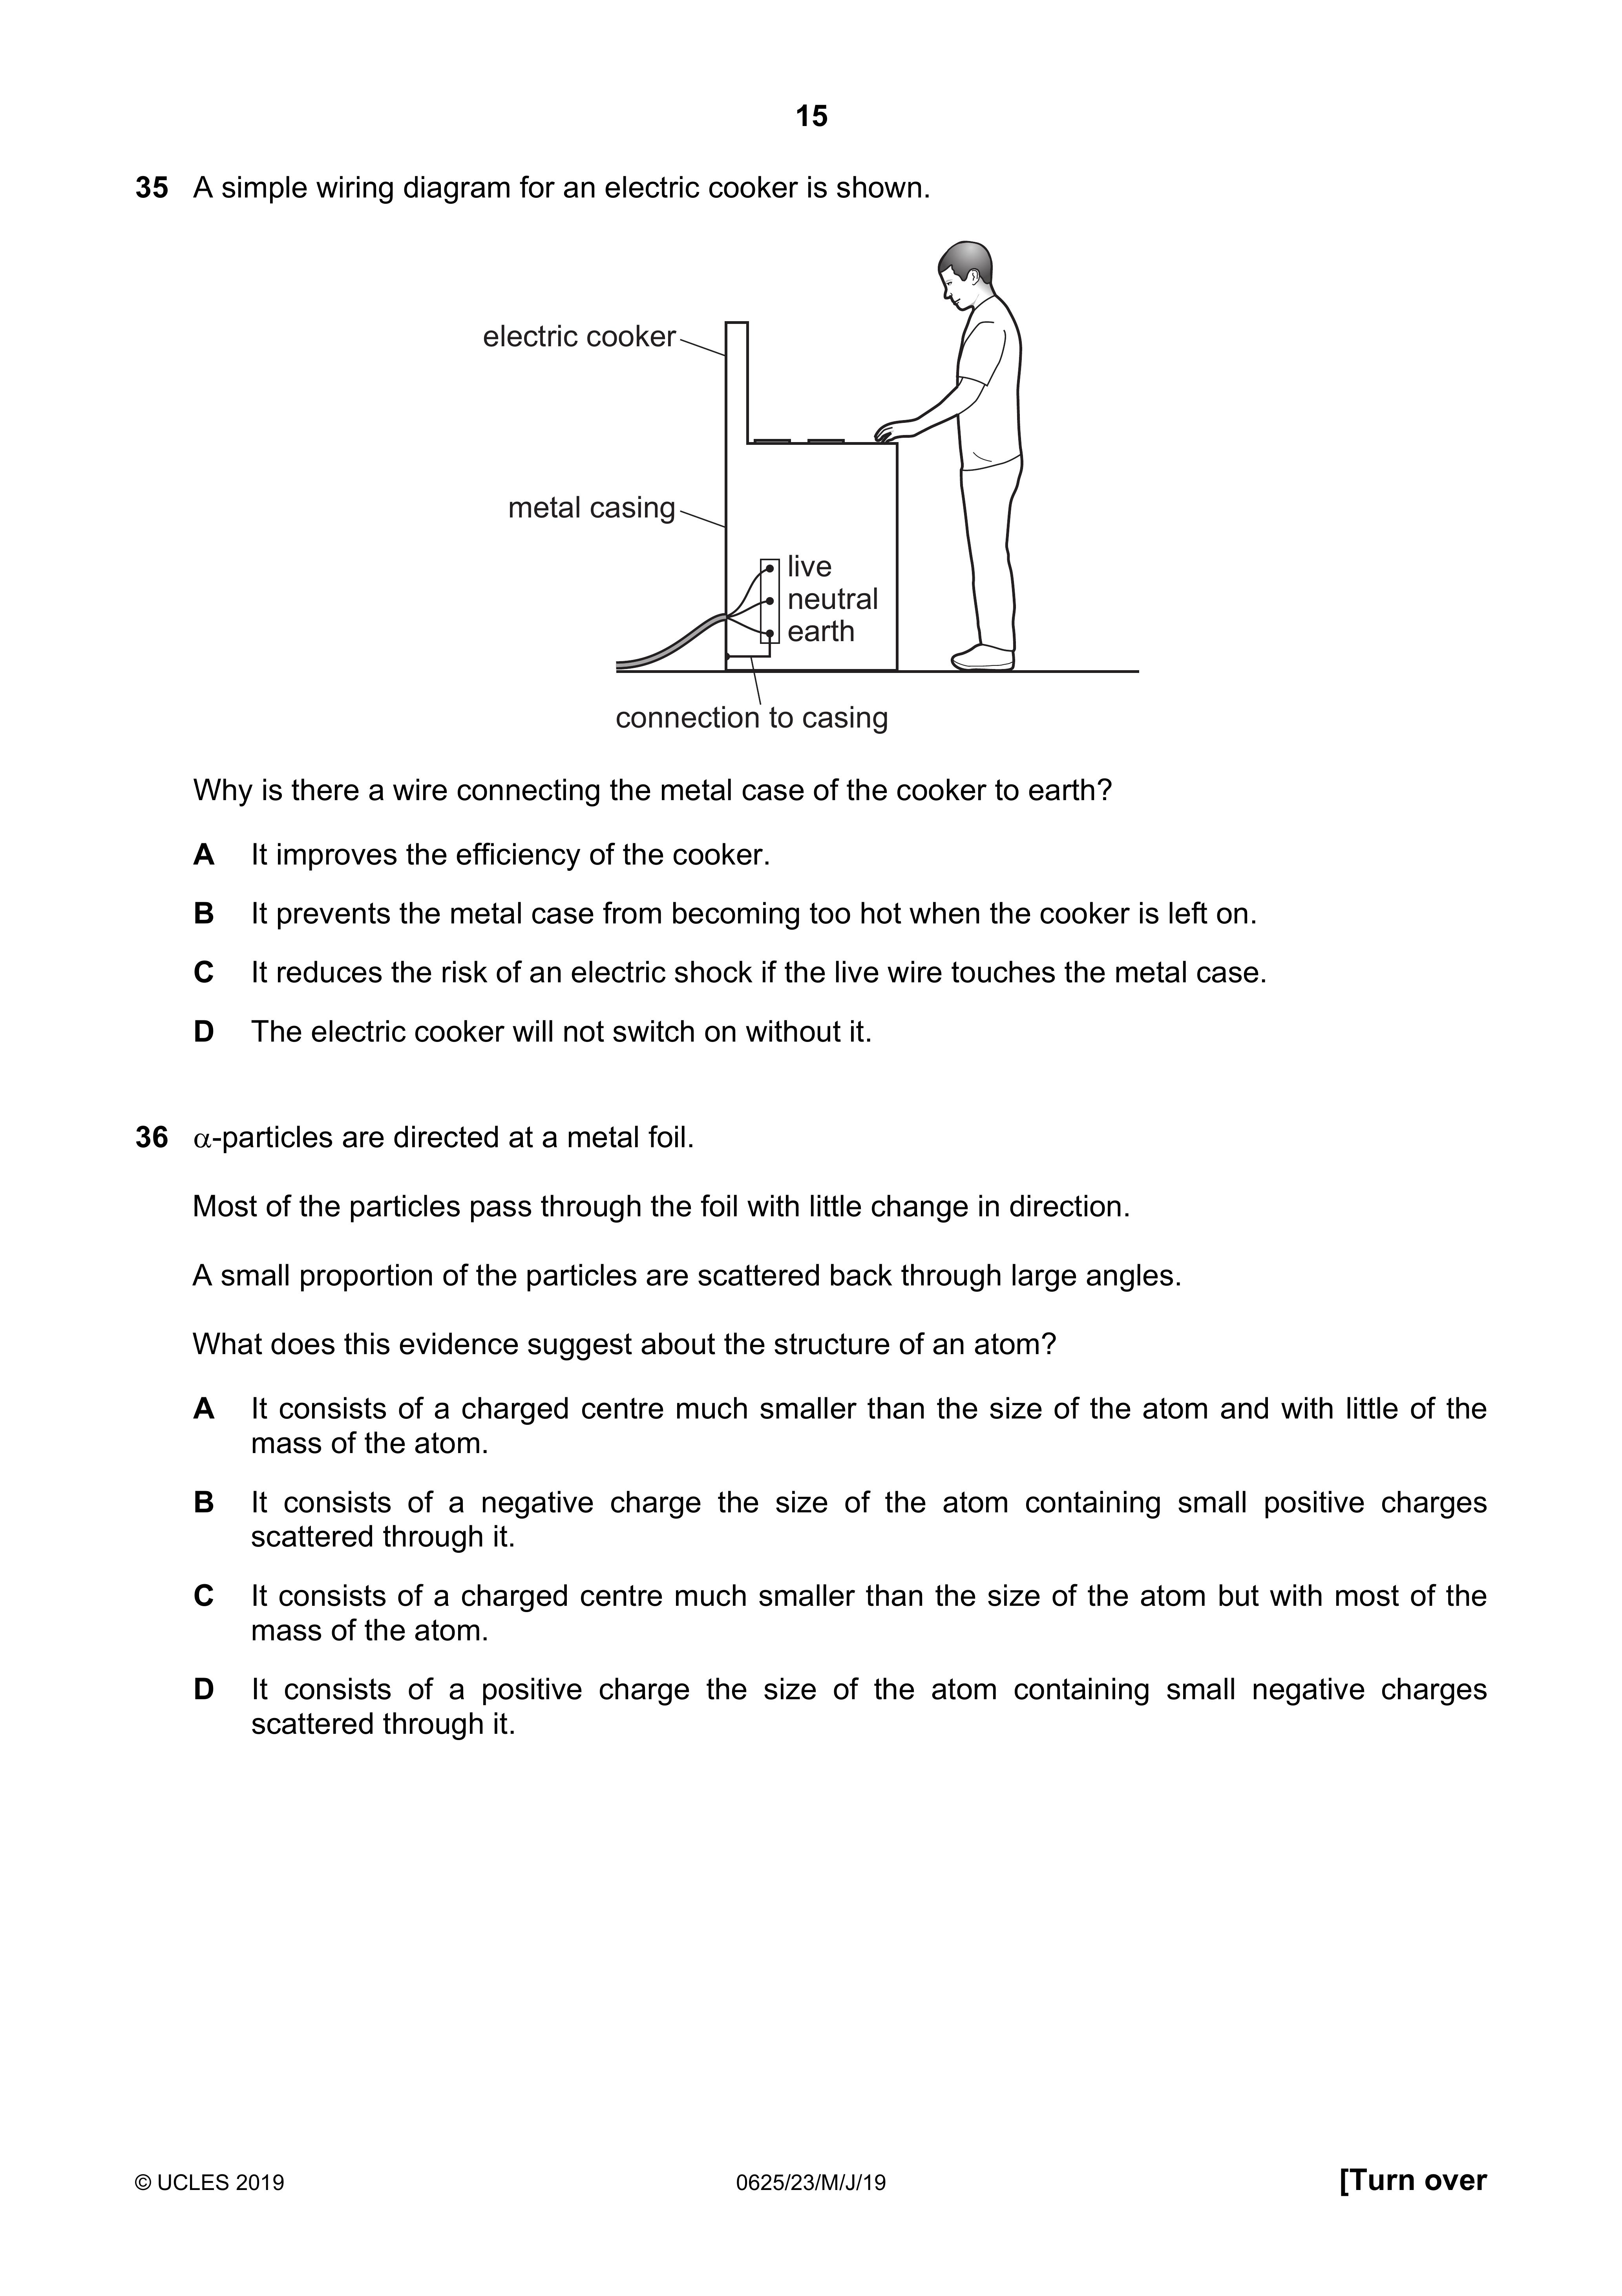 15
35 A simple wiring diagram for an electric cooker is shown.
electric cooker
metal casing
live
neutral
earth
connection to casing
Why is there a wire connecting the metal case of the cooker to earth?
A It improves the efficiency of the cooker.
B It prevents the metal case from becoming too hot when the cooker is left on.
C It reduces the risk of an electric shock if the live wire touches the metal case.
D The electric cooker will not switch on without it.
36 α-particles are directed at a metal foil.
Most of the particles pass through the foil with little change in direction.
A small proportion of the particles are scattered back through large angles.
What does this evidence suggest about the structure of an atom?
A It consists of a charged centre much smaller than the size of the atom and with little of the
mass of the atom.
B It consists of a negative charge the size of the atom containing small positive charges
scattered through it.
C It consists of a charged centre much smaller than the size of the atom but with most of the
mass of the atom.
D It consists of a positive charge the size of the atom containing small negative charges
scattered through it.
© UCLES 2019 0625/23/M/J/19 [Turn over